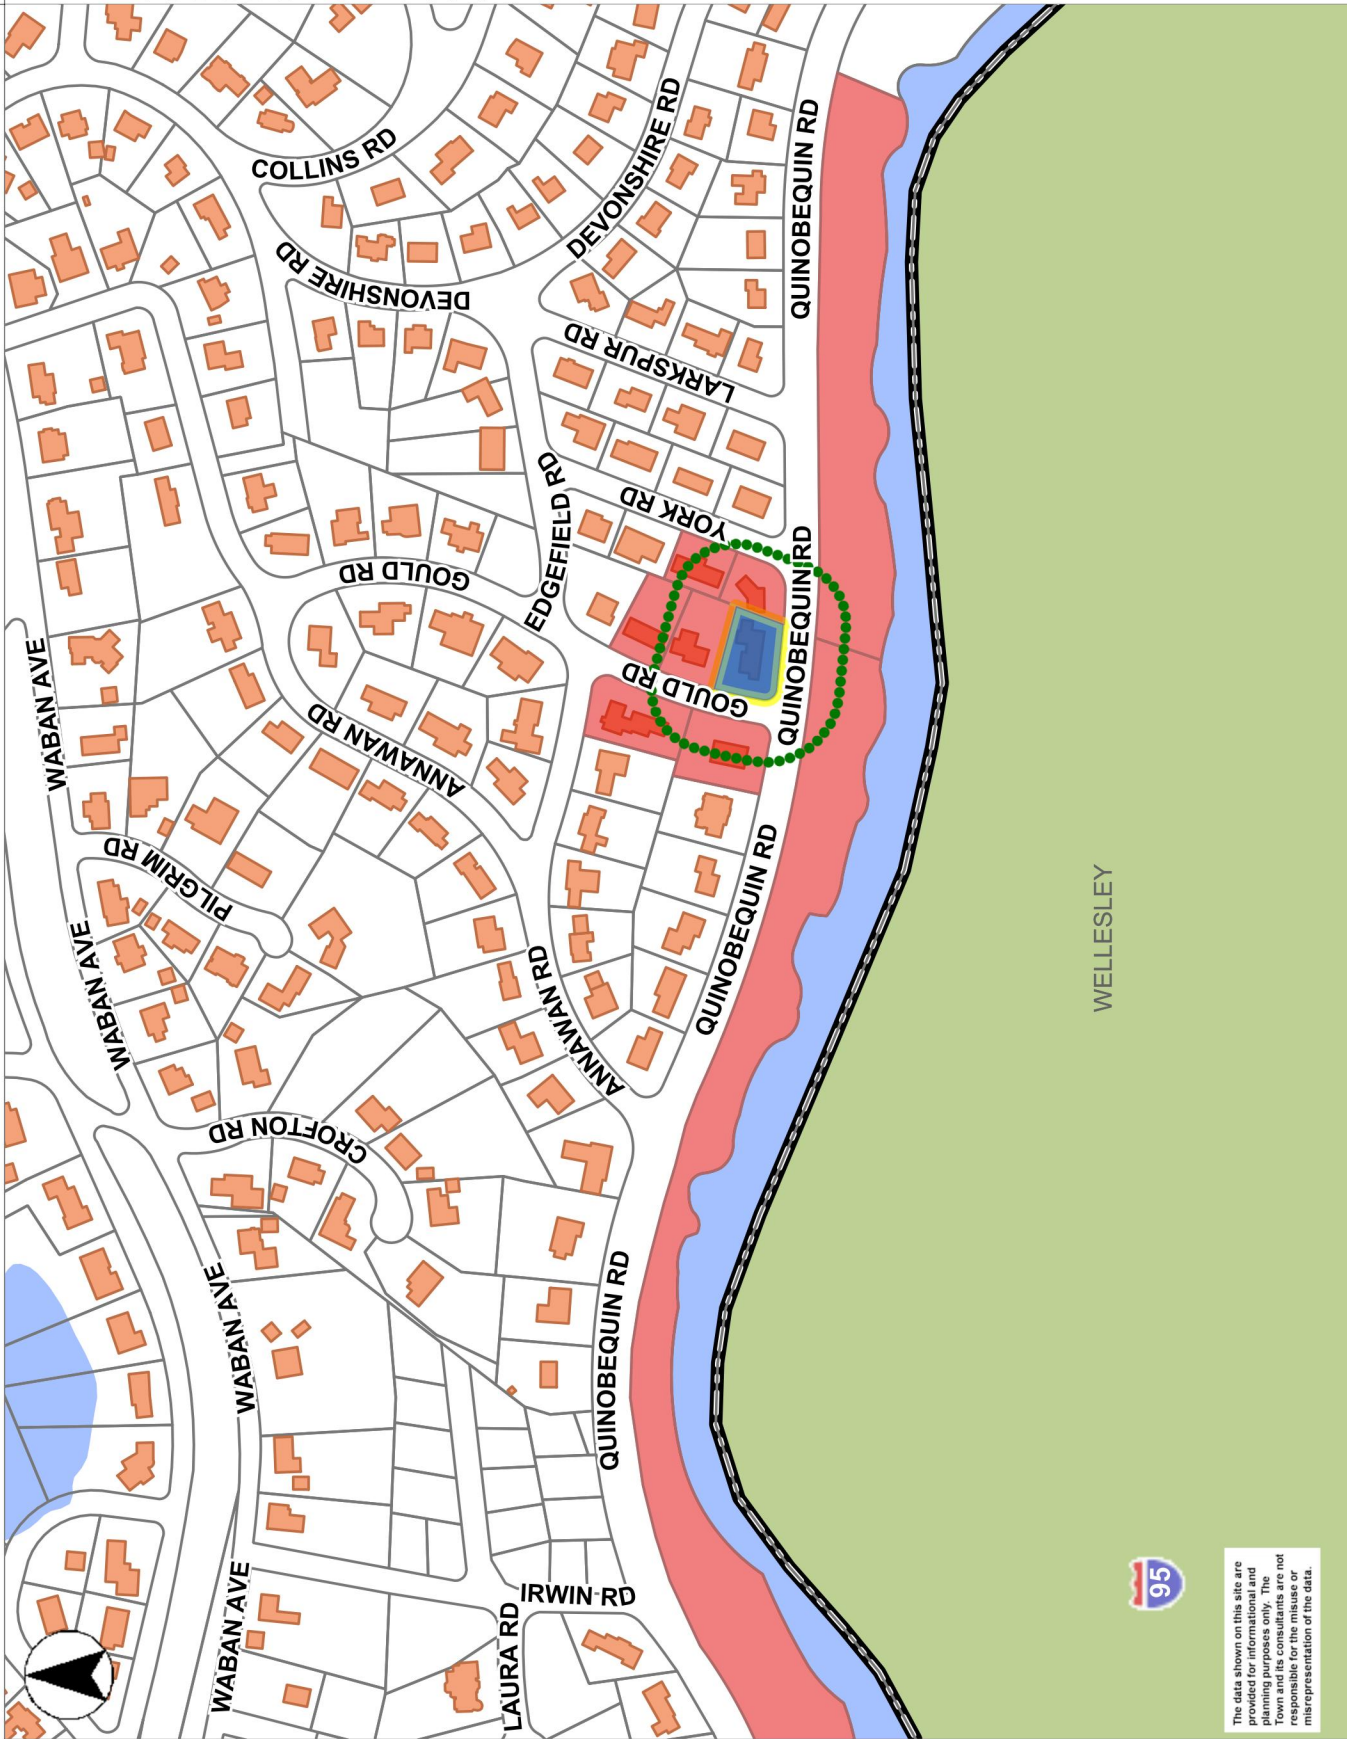 COLLINS RD
DEVONSHIRE RD
DEVONSHIRE RD
QUINOBEQUIN RD
LARKSPUR RD
EDGEFIELD RD
YORK RD
GOULD RD
QUINOBEQUIN RD
GOULD RD
WABAN AVE
ANNAWAN RD
PILGRIM RD
QUINOBEQUIN RD
WABAN AVE
ANNAWAN RD
WELLESLEY
CROFTON RD
WABAN AVE
QUINOBEQUIN RD
WABAN AVE
IRWIN RD
LAURA RD
95
The data shown on this site are
provided for informational and
planning purposes only. The
Town and its consultants are not
responsible for the misuse or
misrepresentation of the data.